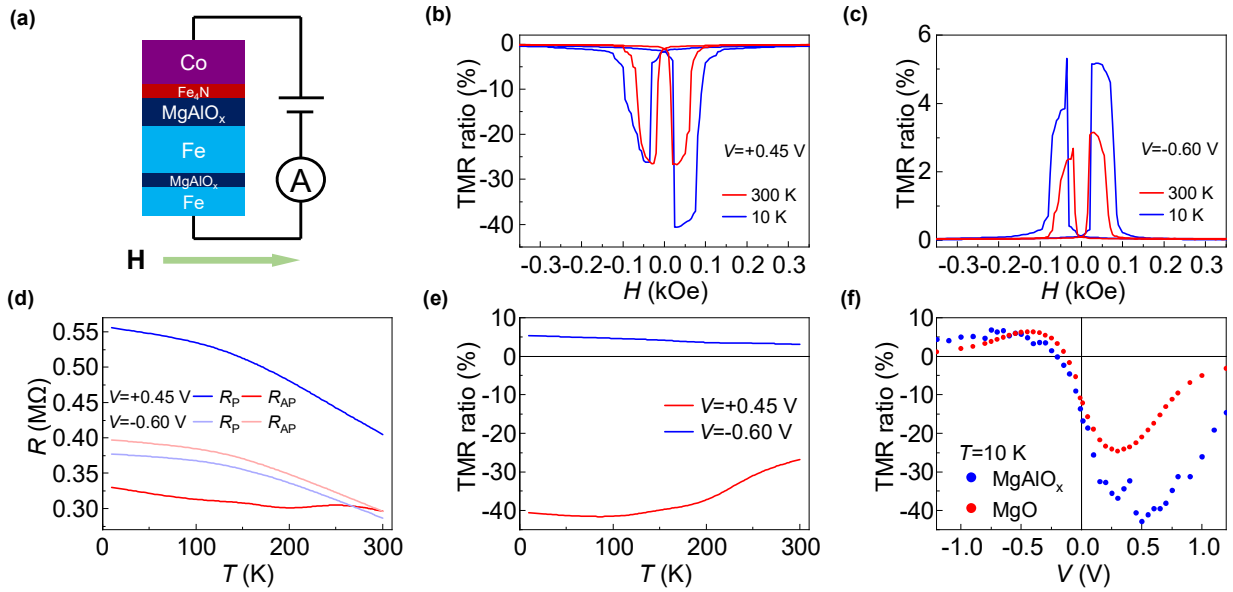 (a)
Co
Fe₄N
MgAlOₓ
Fe
MgAlOₓ
Fe
A
H
(b)
TMR ratio (%)
0
-10
-20
-30
-40
V=+0.45 V
300 K
10 K
-0.3 -0.2 -0.1 0.0 0.1 0.2 0.3
H (kOe)
(c)
TMR ratio (%)
6
4
2
0
V=-0.60 V
300 K
10 K
-0.3 -0.2 -0.1 0.0 0.1 0.2 0.3
H (kOe)
(d)
R (MΩ)
0.55
0.50
0.45
0.40
0.35
0.30
V=+0.45 V R_P R_AP
V=-0.60 V R_P R_AP
0 100 200 300
T (K)
(e)
TMR ratio (%)
10
0
-10
-20
-30
-40
V=+0.45 V
V=-0.60 V
0 100 200 300
T (K)
(f)
TMR ratio (%)
10
0
-10
-20
-30
-40
T=10 K
MgAlOₓ
MgO
-1.0 -0.5 0.0 0.5 1.0
V (V)